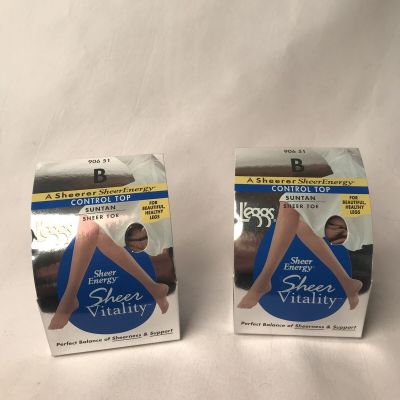 906 51
B
A Sheerer SheerEnergy
CONTROL TOP
SUNTAN
SHEER TOE
FOR
BEAUTIFUL,
HEALTHY
LEGS
L'eggs
Sheer
Energy
Sheer
Vitality
Perfect Balance of Sheerness & Support
906 51
B
A Sheerer SheerEnergy
CONTROL TOP
SUNTAN
SHEER TOE
FOR
BEAUTIFUL,
HEALTHY
LEGS
L'eggs
Sheer
Energy
Sheer
Vitality
Perfect Balance of Sheerness & Support